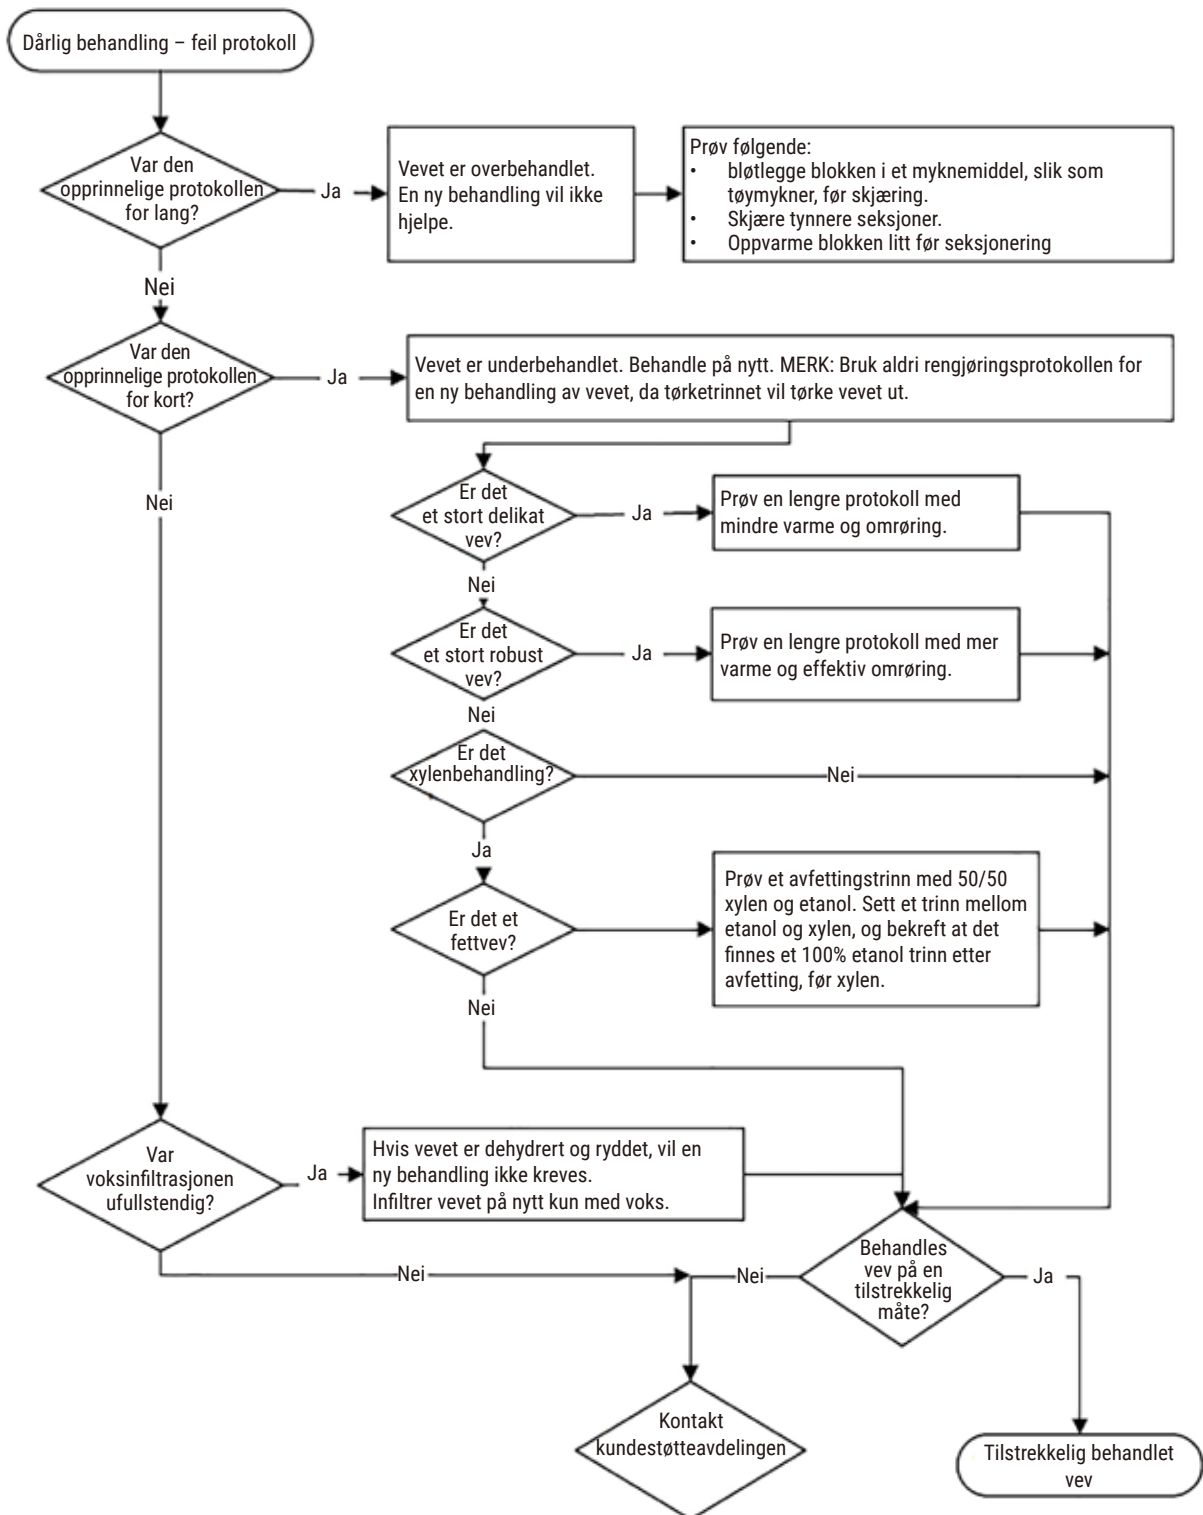 Dårlig behandling – feil protokoll
Var den
opprinnelige protokollen
for lang?
Ja
Vevet er overbehandlet.
En ny behandling vil ikke
hjelpe.
Prøv følgende:
• bløtlegge blokken i et myknemiddel, slik som
tøymykner, før skjæring.
• Skjære tynnere seksjoner.
• Oppvarme blokken litt før seksjonering
Nei
Var den
opprinnelige protokollen
for kort?
Ja
Vevet er underbehandlet. Behandle på nytt. MERK: Bruk aldri rengjøringsprotokollen for
en ny behandling av vevet, da tørketrinnet vil tørke vevet ut.
Nei
Er det
et stort delikat
vev?
Ja
Prøv en lengre protokoll med
mindre varme og omrøring.
Nei
Er det
et stort robust
vev?
Ja
Prøv en lengre protokoll med mer
varme og effektiv omrøring.
Nei
Er det
xylenbehandling?
Nei
Ja
Er det et
fettvev?
Prøv et avfettingstrinn med 50/50
xylen og etanol. Sett et trinn mellom
etanol og xylen, og bekreft at det
finnes et 100% etanol trinn etter
avfetting, før xylen.
Nei
Var
voksinfiltrasjonen
ufullstendig?
Ja
Hvis vevet er dehydrert og ryddet, vil en
ny behandling ikke kreves.
Infiltrer vevet på nytt kun med voks.
Nei
Behandles
vev på en
tilstrekkelig
måte?
Nei
Ja
Kontakt
kundestøtteavdelingen
Tilstrekkelig behandlet
vev